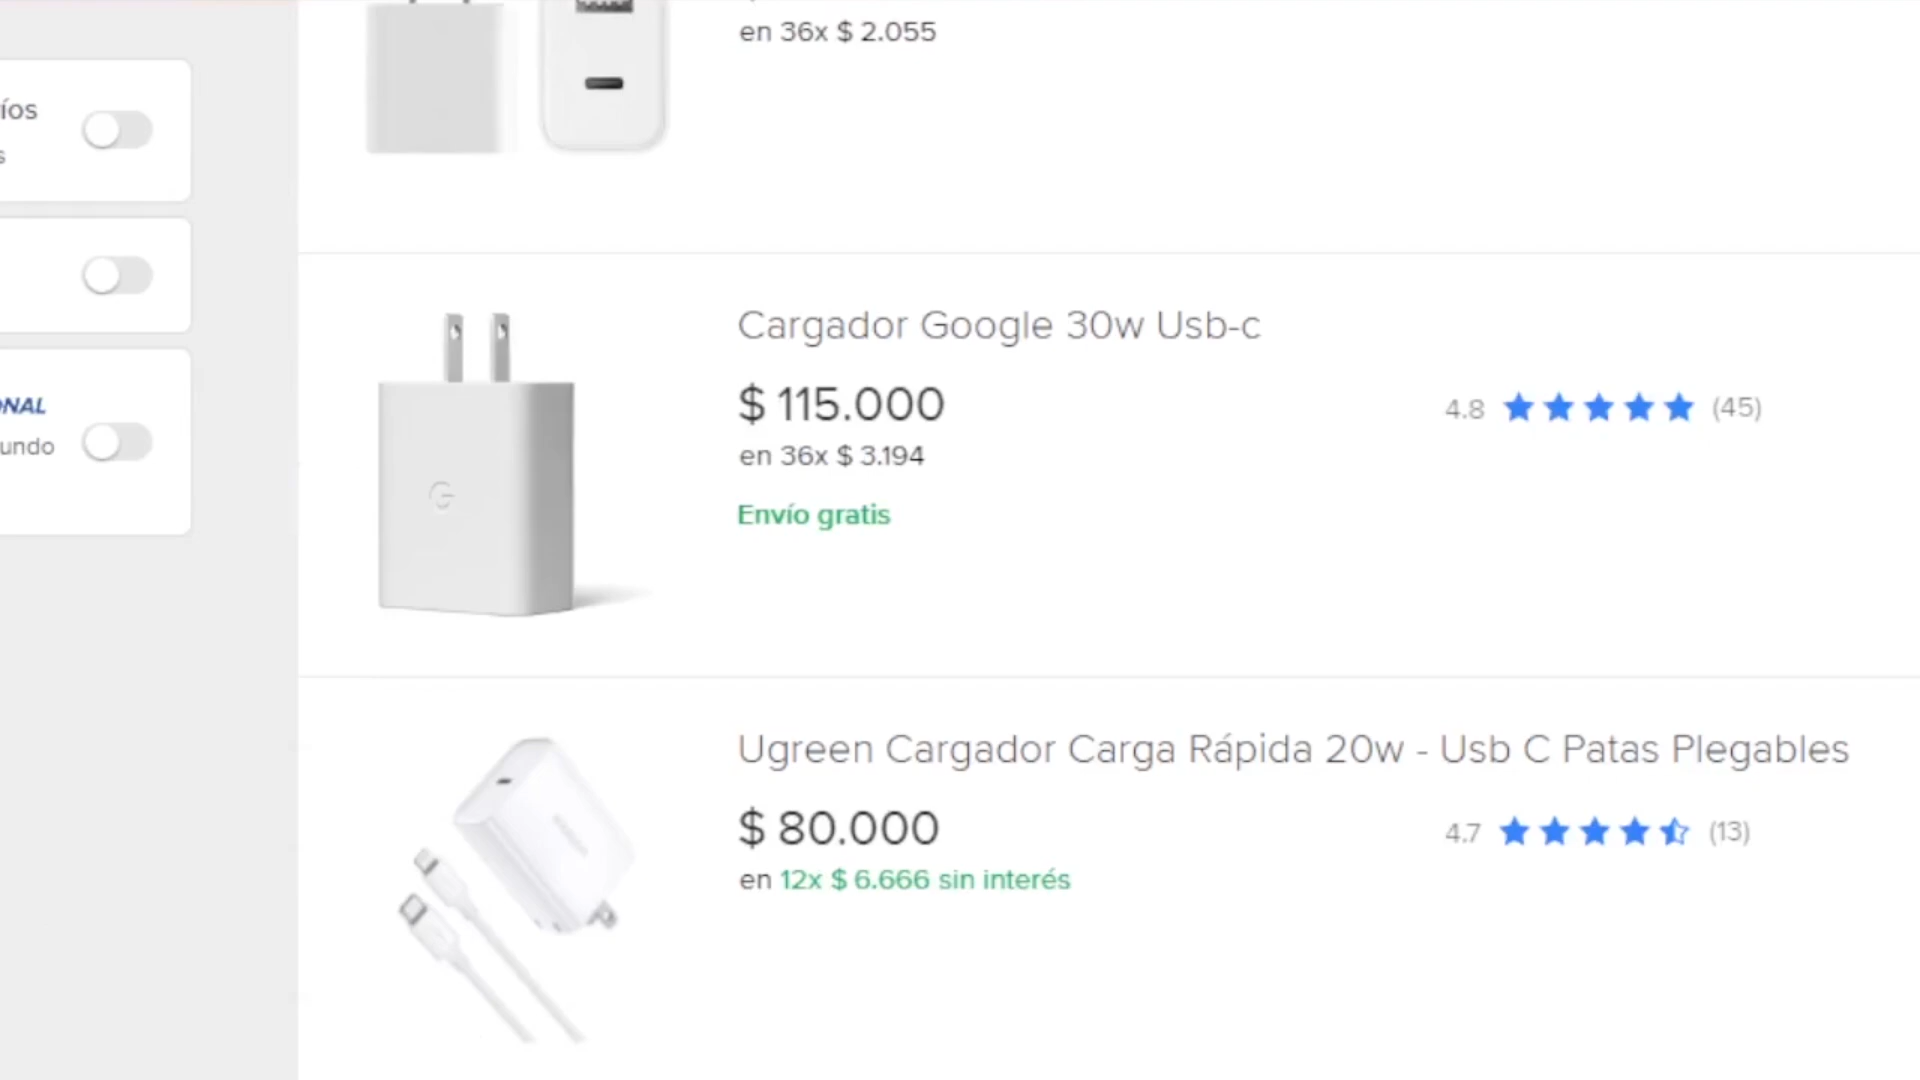 en 36x $ 2.055
íos
s
ONAL
undo
Cargador Google 30w Usb-c
$ 115.000
4.8 (45)
en 36x $ 3.194
Envío gratis
G
Ugreen Cargador Carga Rápida 20w - Usb C Patas Plegables
$ 80.000
4.7 (13)
en 12x $ 6.666 sin interés